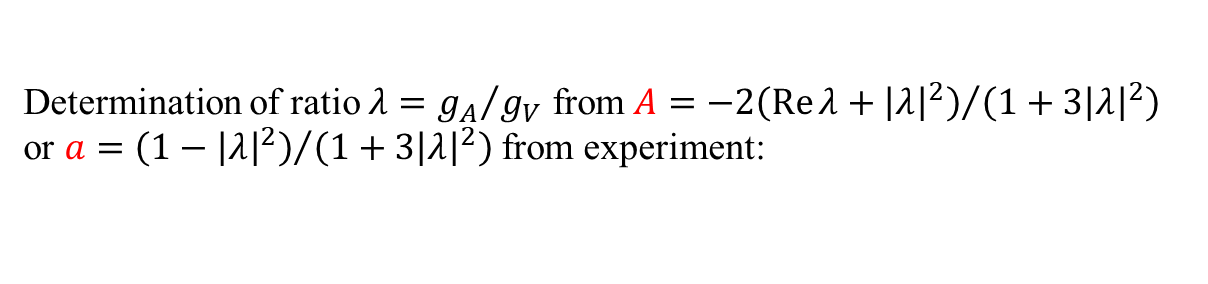 Determination of ratio λ = g_A/g_V from A = −2(Re λ + |λ|²)/(1 + 3|λ|²)
or a = (1 − |λ|²)/(1 + 3|λ|²) from experiment: